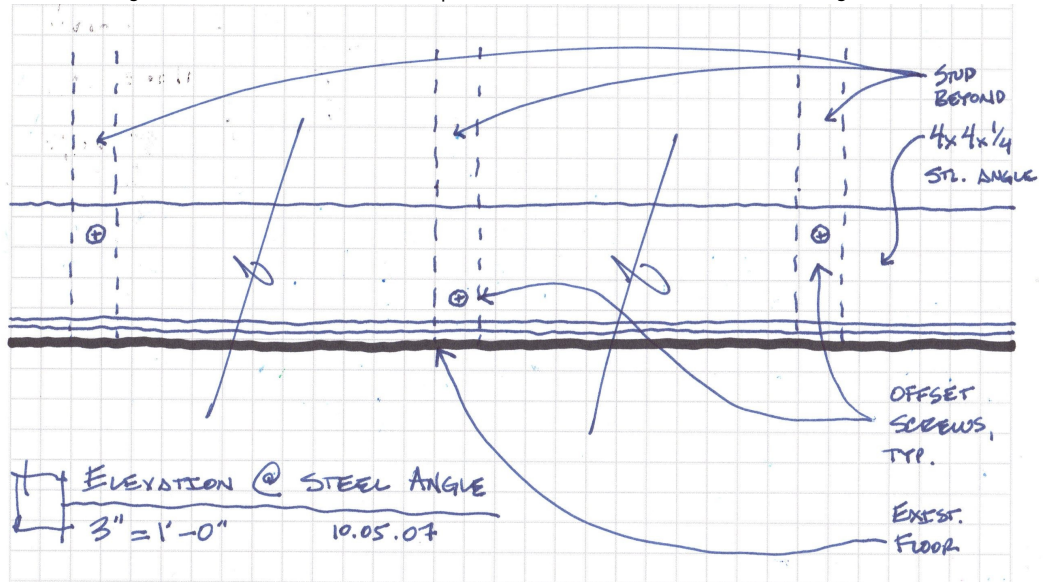 STUD
BEYOND
4x4x1/4
STL. ANGLE
OFFSET
SCREWS,
TYP.
EXIST.
FLOOR
ELEVATION @ STEEL ANGLE
3" = 1'-0" 10.05.07